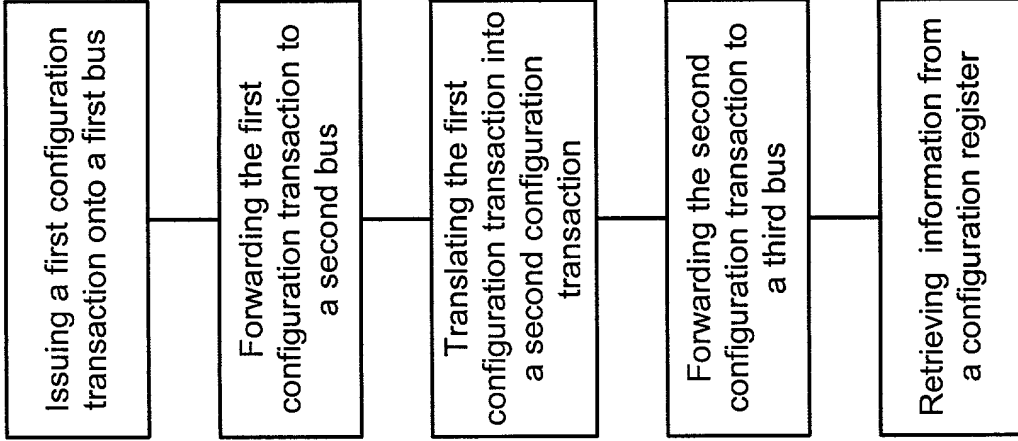 Issuing a first configuration
transaction onto a first bus
Forwarding the first
configuration transaction to
a second bus
Translating the first
configuration transaction into
a second configuration
transaction
Forwarding the second
configuration transaction to
a third bus
Retrieving information from
a configuration register